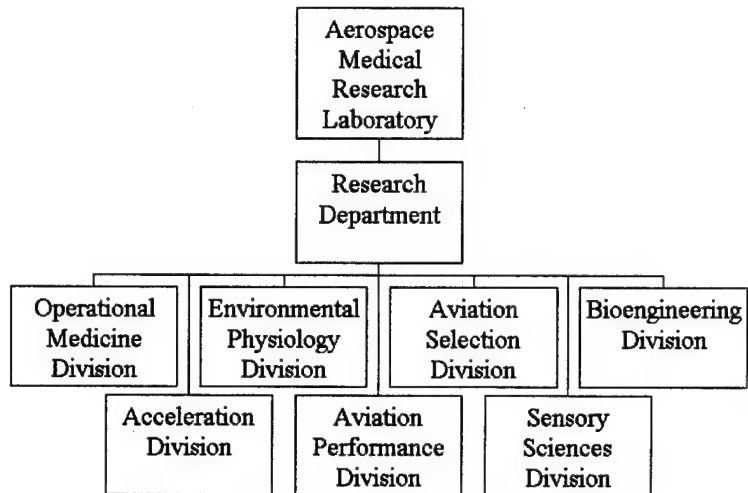 Aerospace
Medical
Research
Laboratory
Research
Department
Operational
Medicine
Division
Environmental
Physiology
Division
Aviation
Selection
Division
Bioengineering
Division
Acceleration
Division
Aviation
Performance
Division
Sensory
Sciences
Division